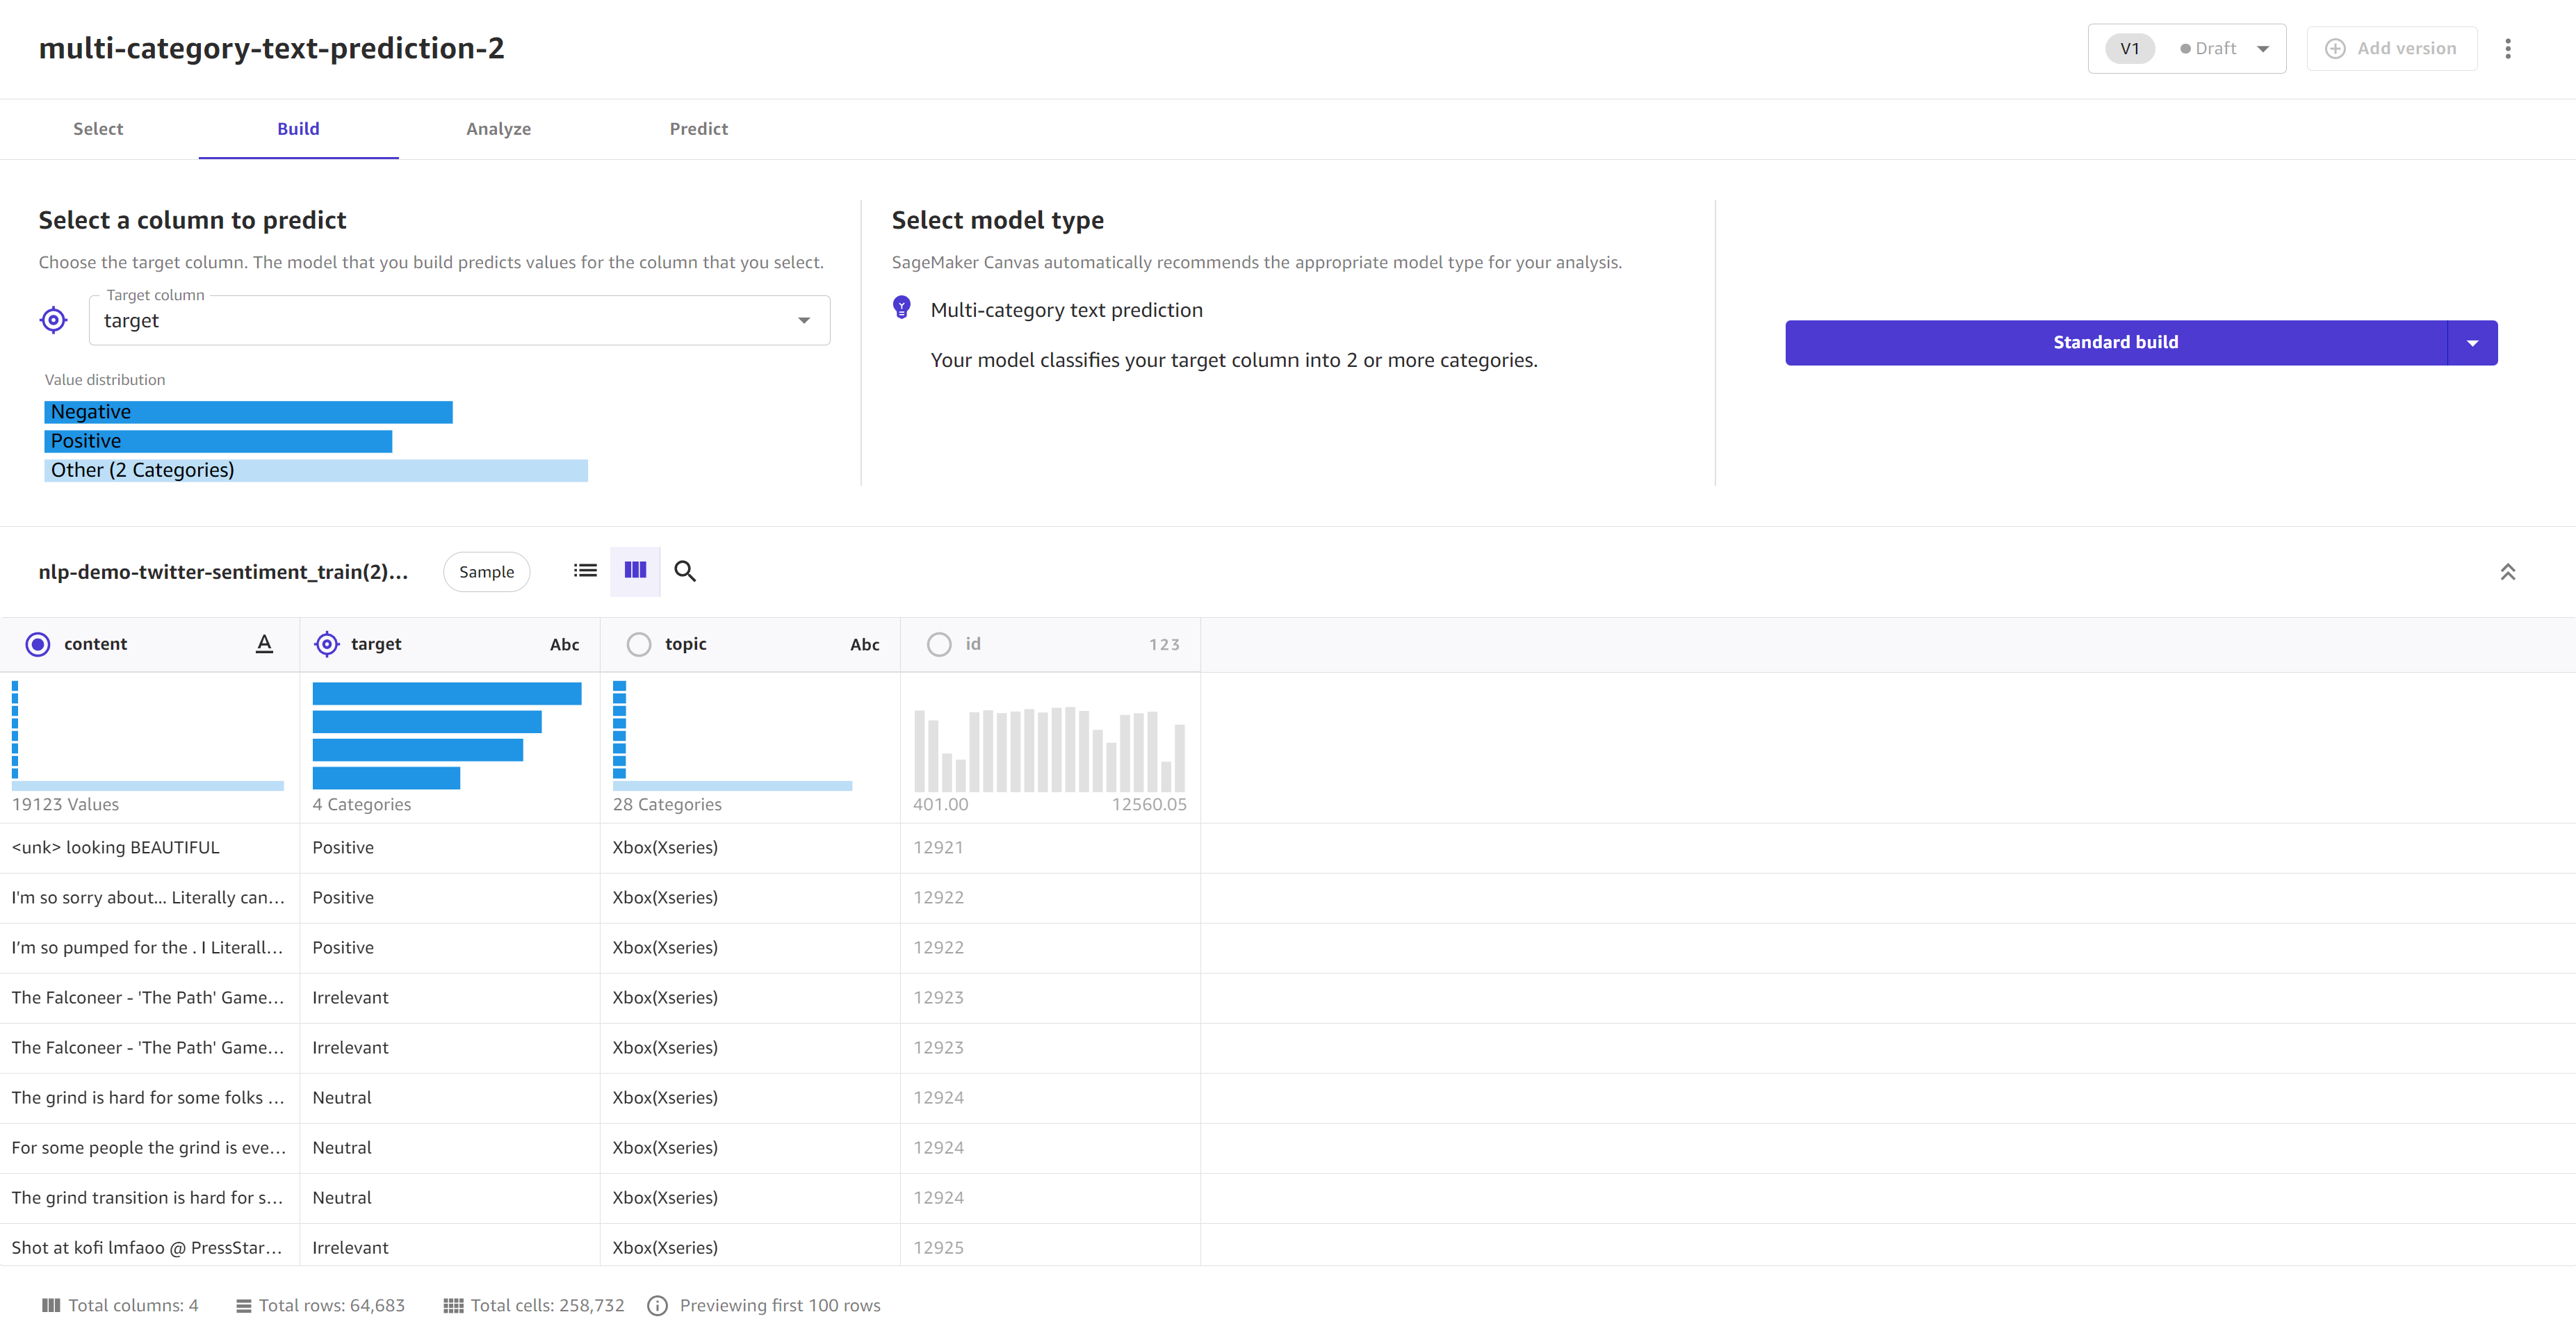 multi-category-text-prediction-2
V1 Draft Add version
Select Build Analyze Predict
Select a column to predict
Choose the target column. The model that you build predicts values for the column that you select.
Target column
target
Value distribution
Negative
Positive
Other (2 Categories)
Select model type
SageMaker Canvas automatically recommends the appropriate model type for your analysis.
Multi-category text prediction
Your model classifies your target column into 2 or more categories.
Standard build
nlp-demo-twitter-sentiment_train(2)... Sample
content A target Abc topic Abc id 123
19123 Values 4 Categories 28 Categories 401.00 12560.05
<unk> looking BEAUTIFUL Positive Xbox(Xseries) 12921
I'm so sorry about... Literally can... Positive Xbox(Xseries) 12922
I’m so pumped for the . I Literall... Positive Xbox(Xseries) 12922
The Falconeer - 'The Path' Game... Irrelevant Xbox(Xseries) 12923
The Falconeer - 'The Path' Game... Irrelevant Xbox(Xseries) 12923
The grind is hard for some folks ... Neutral Xbox(Xseries) 12924
For some people the grind is eve... Neutral Xbox(Xseries) 12924
The grind transition is hard for s... Neutral Xbox(Xseries) 12924
Shot at kofi lmfaoo @ PressStar... Irrelevant Xbox(Xseries) 12925
Total columns: 4 Total rows: 64,683 Total cells: 258,732 Previewing first 100 rows